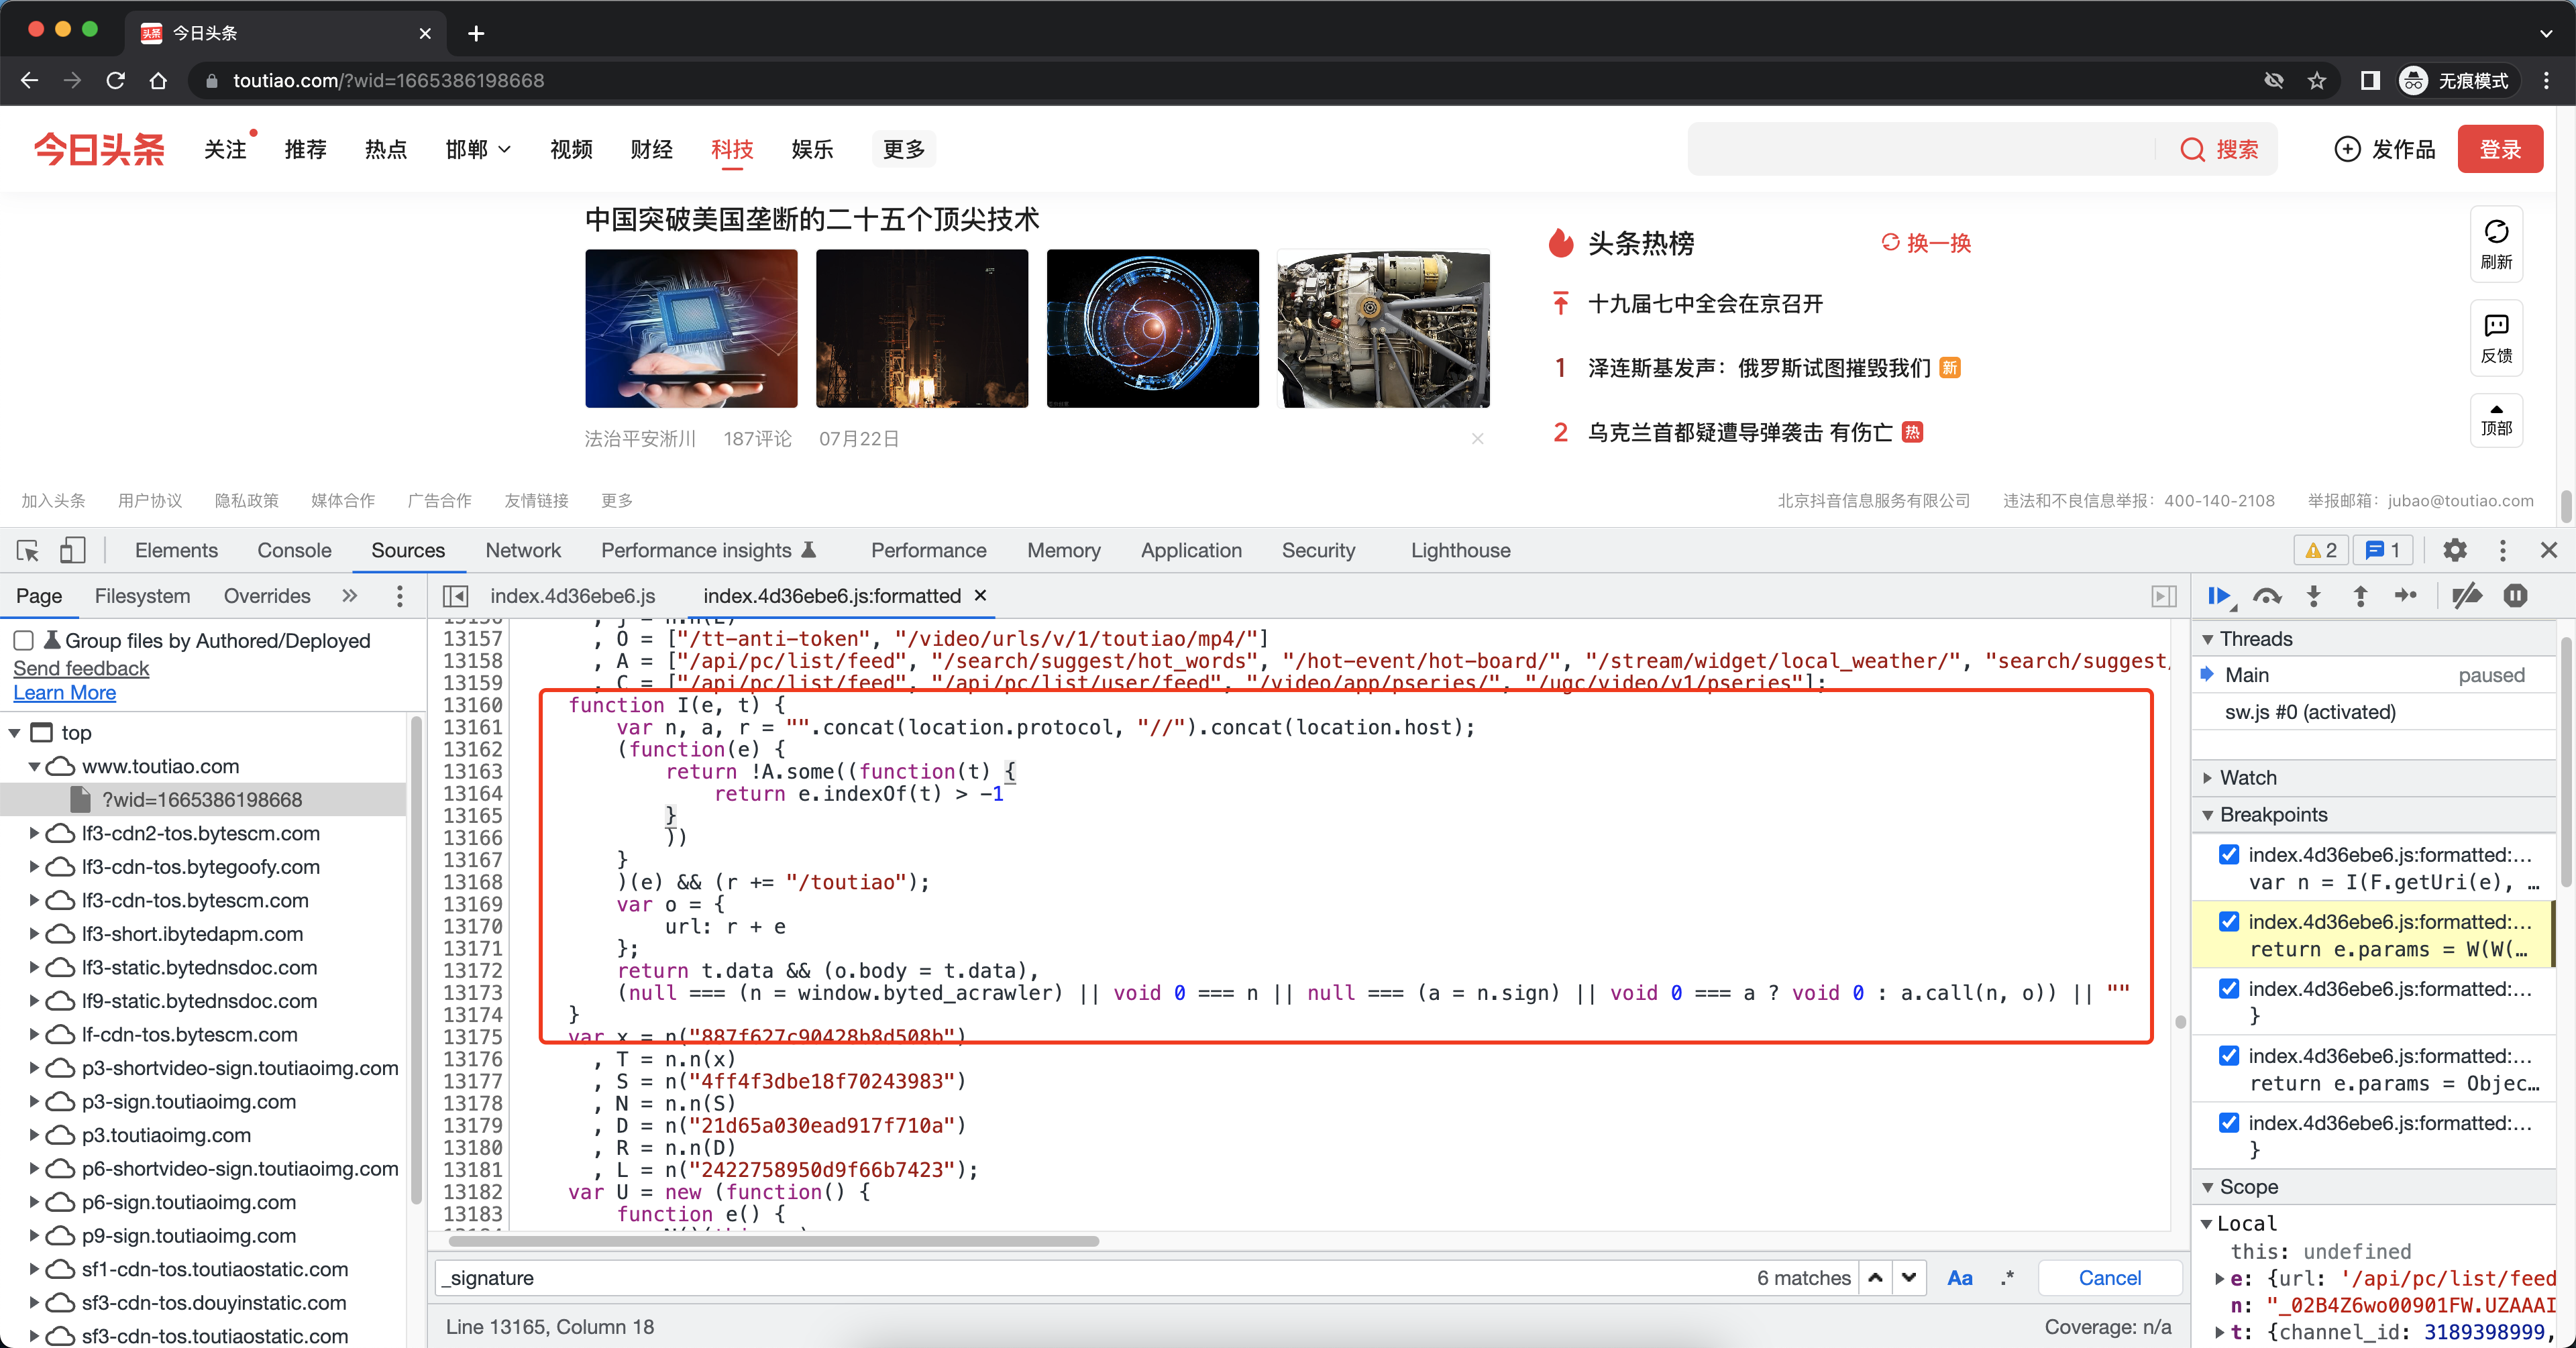 今日头条
toutiao.com/?wid=1665386198668
无痕模式
今日头条 关注 推荐 热点 邯郸 视频 财经 科技 娱乐 更多 搜索 发作品 登录
中国突破美国垄断的二十五个顶尖技术
法治平安淅川 187评论 07月22日
头条热榜 换一换
十九届七中全会在京召开
1 泽连斯基发声：俄罗斯试图摧毁我们 新
2 乌克兰首都疑遭导弹袭击 有伤亡 热
刷新
反馈
顶部
加入头条 用户协议 隐私政策 媒体合作 广告合作 友情链接 更多 北京抖音信息服务有限公司 违法和不良信息举报：400-140-2108 举报邮箱：jubao@toutiao.com
Elements Console Sources Network Performance insights Performance Memory Application Security Lighthouse 2 1
Page Filesystem Overrides
Group files by Authored/Deployed
Send feedback
Learn More
top
www.toutiao.com
?wid=1665386198668
lf3-cdn2-tos.bytescm.com
lf3-cdn-tos.bytegoofy.com
lf3-cdn-tos.bytescm.com
lf3-short.ibytedapm.com
lf3-static.bytednsdoc.com
lf9-static.bytednsdoc.com
lf-cdn-tos.bytescm.com
p3-shortvideo-sign.toutiaoimg.com
p3-sign.toutiaoimg.com
p3.toutiaoimg.com
p6-shortvideo-sign.toutiaoimg.com
p6-sign.toutiaoimg.com
p9-sign.toutiaoimg.com
sf1-cdn-tos.toutiaostatic.com
sf3-cdn-tos.douyinstatic.com
sf3-cdn-tos.toutiaostatic.com
index.4d36ebe6.js index.4d36ebe6.js:formatted
13157 , O = ["/tt-anti-token", "/video/urls/v/1/toutiao/mp4/"]
13158 , A = ["/api/pc/list/feed", "/search/suggest/hot_words", "/hot-event/hot-board/", "/stream/widget/local_weather/", "search/suggest/
13159 , C = ["/api/pc/list/feed", "/api/pc/list/user/feed", "/video/app/pseries/", "/ugc/video/v1/pseries"];
13160 function I(e, t) {
13161 var n, a, r = "".concat(location.protocol, "//").concat(location.host);
13162 (function(e) {
13163 return !A.some((function(t) {
13164 return e.indexOf(t) > -1
13165 }
13166 ))
13167 }
13168 )(e) && (r += "/toutiao");
13169 var o = {
13170 url: r + e
13171 };
13172 return t.data && (o.body = t.data),
13173 (null === (n = window.byted_acrawler) || void 0 === n || null === (a = n.sign) || void 0 === a ? void 0 : a.call(n, o)) || ""
13174 }
13175 var x = n("887f627c90428b8d508b")
13176 , T = n.n(x)
13177 , S = n("4ff4f3dbe18f70243983")
13178 , N = n.n(S)
13179 , D = n("21d65a030ead917f710a")
13180 , R = n.n(D)
13181 , L = n("2422758950d9f66b7423");
13182 var U = new (function() {
13183 function e() {
_signature 6 matches Aa .* Cancel
Line 13165, Column 18 Coverage: n/a
Threads
Main paused
sw.js #0 (activated)
Watch
Breakpoints
index.4d36ebe6.js:formatted:…
var n = I(F.getUri(e), …
index.4d36ebe6.js:formatted:…
return e.params = W(W(…
index.4d36ebe6.js:formatted:…
}
index.4d36ebe6.js:formatted:…
return e.params = Objec…
index.4d36ebe6.js:formatted:…
}
Scope
Local
this: undefined
e: {url: '/api/pc/list/feed
n: "_02B4Z6wo00901FW.UZAAAI
t: {channel_id: 3189398999,